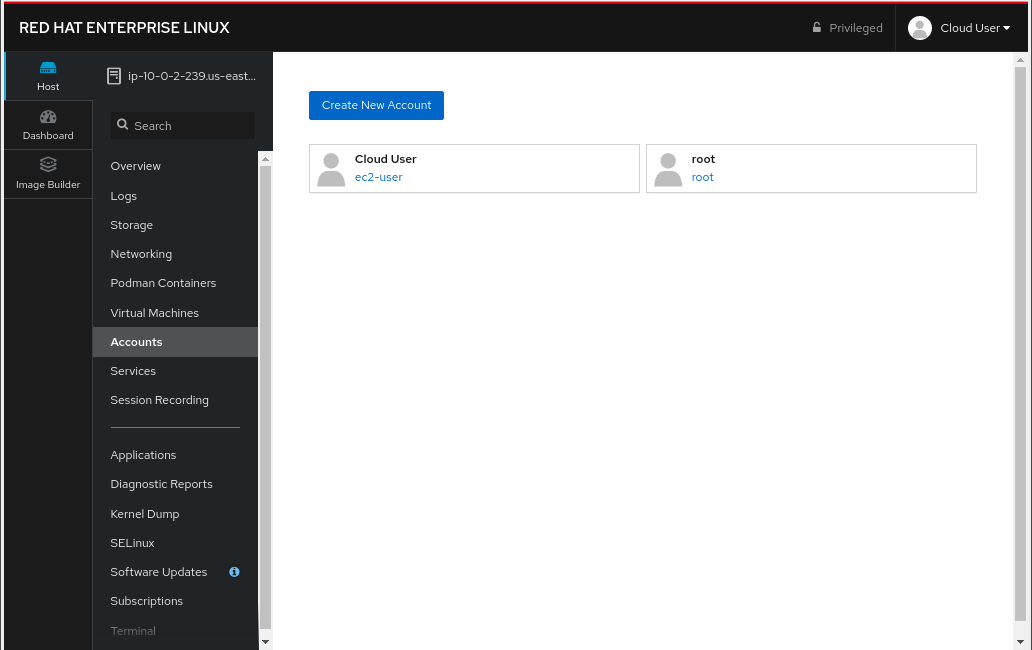 RED HAT ENTERPRISE LINUX
Privileged
Cloud User
Host
Dashboard
Image Builder
ip-10-0-2-239.us-east...
Search
Overview
Logs
Storage
Networking
Podman Containers
Virtual Machines
Accounts
Services
Session Recording
Applications
Diagnostic Reports
Kernel Dump
SELinux
Software Updates
Subscriptions
Terminal
Create New Account
Cloud User
ec2-user
root
root